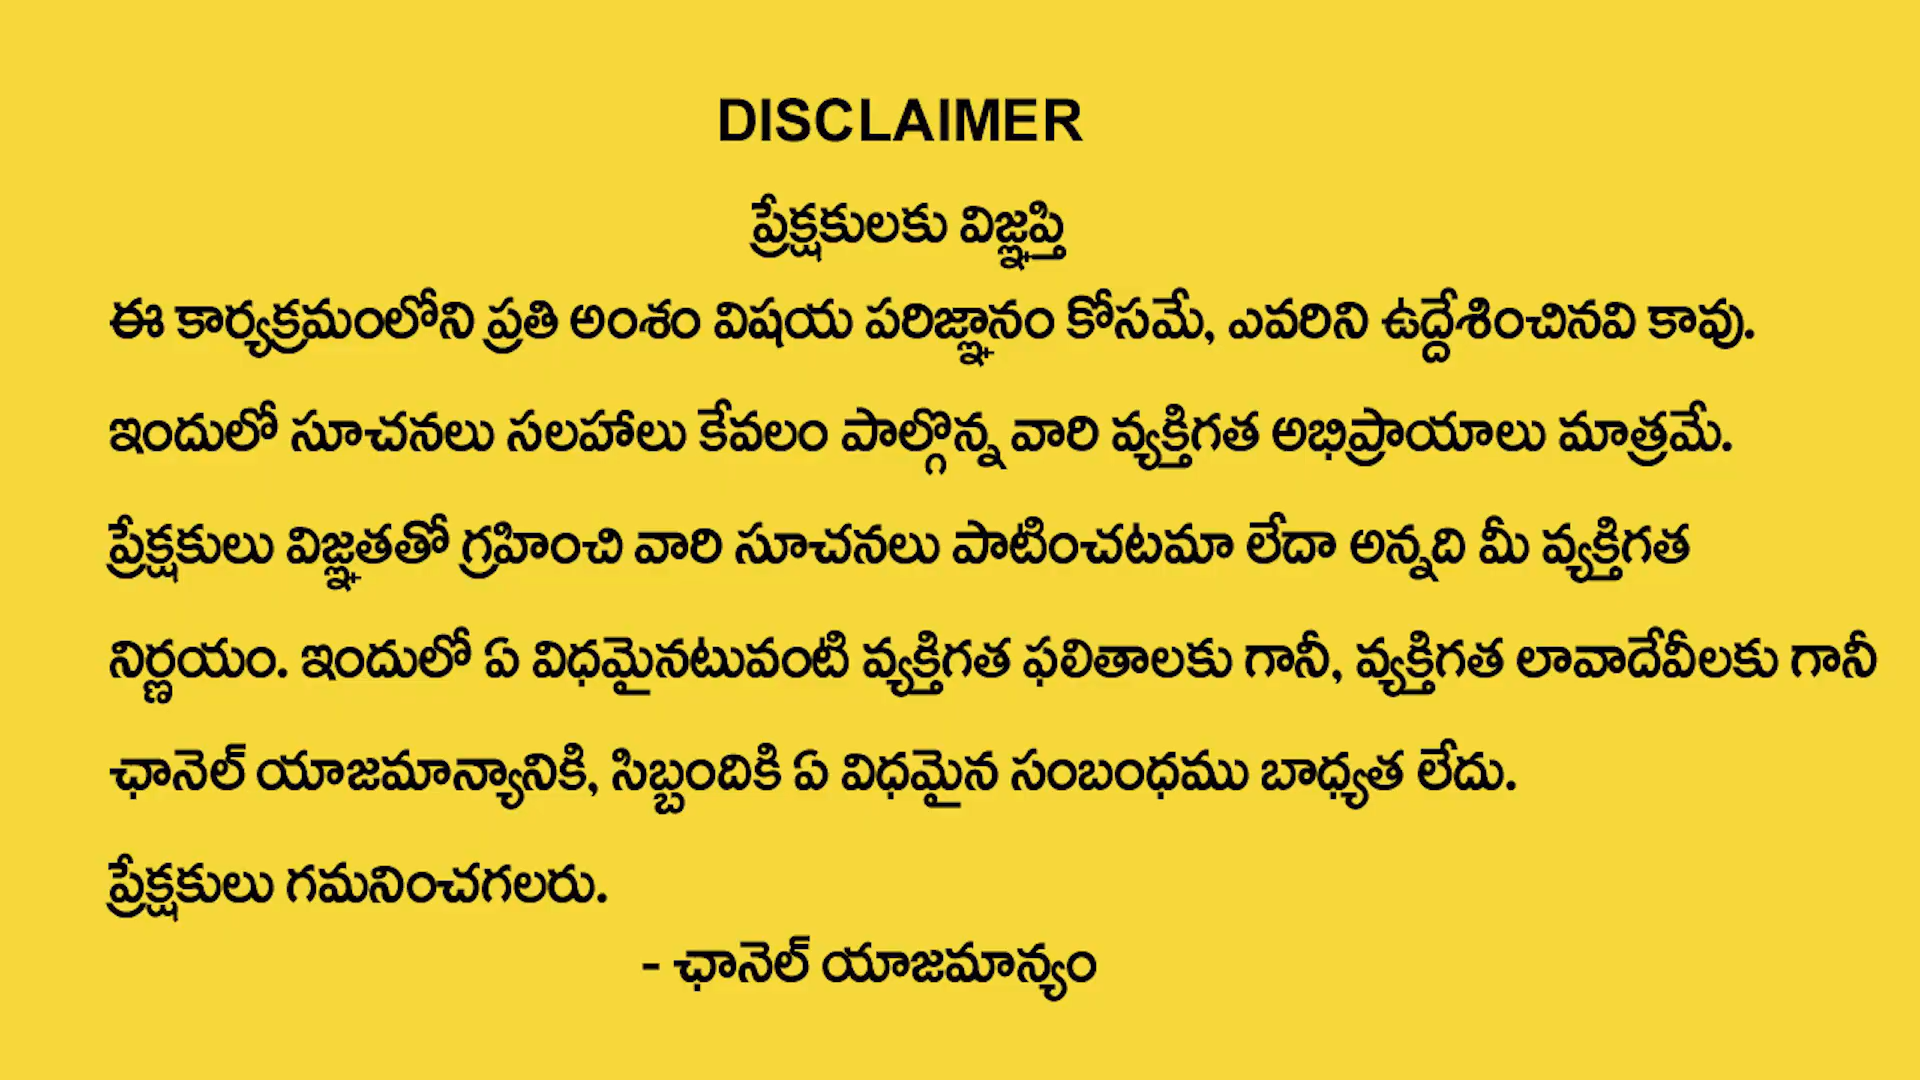 DISCLAIMER
ప్రేక్షకులకు విజ్ఞప్తి
ఈ కార్యక్రమంలోని ప్రతి అంశం విషయ పరిజ్ఞానం కోసమే, ఎవరిని ఉద్దేశించినవి కావు.
ఇందులో సూచనలు సలహాలు కేవలం పాల్గొన్న వారి వ్యక్తిగత అభిప్రాయాలు మాత్రమే.
ప్రేక్షకులు విజ్ఞతతో గ్రహించి వారి సూచనలు పాటించటమా లేదా అన్నది మీ వ్యక్తిగత
నిర్ణయం. ఇందులో ఏ విధమైనటువంటి వ్యక్తిగత ఫలితాలకు గానీ, వ్యక్తిగత లావాదేవీలకు గానీ
ఛానెల్ యాజమాన్యానికి, సిబ్బందికి ఏ విధమైన సంబంధము బాధ్యత లేదు.
ప్రేక్షకులు గమనించగలరు.
- ఛానెల్ యాజమాన్యం